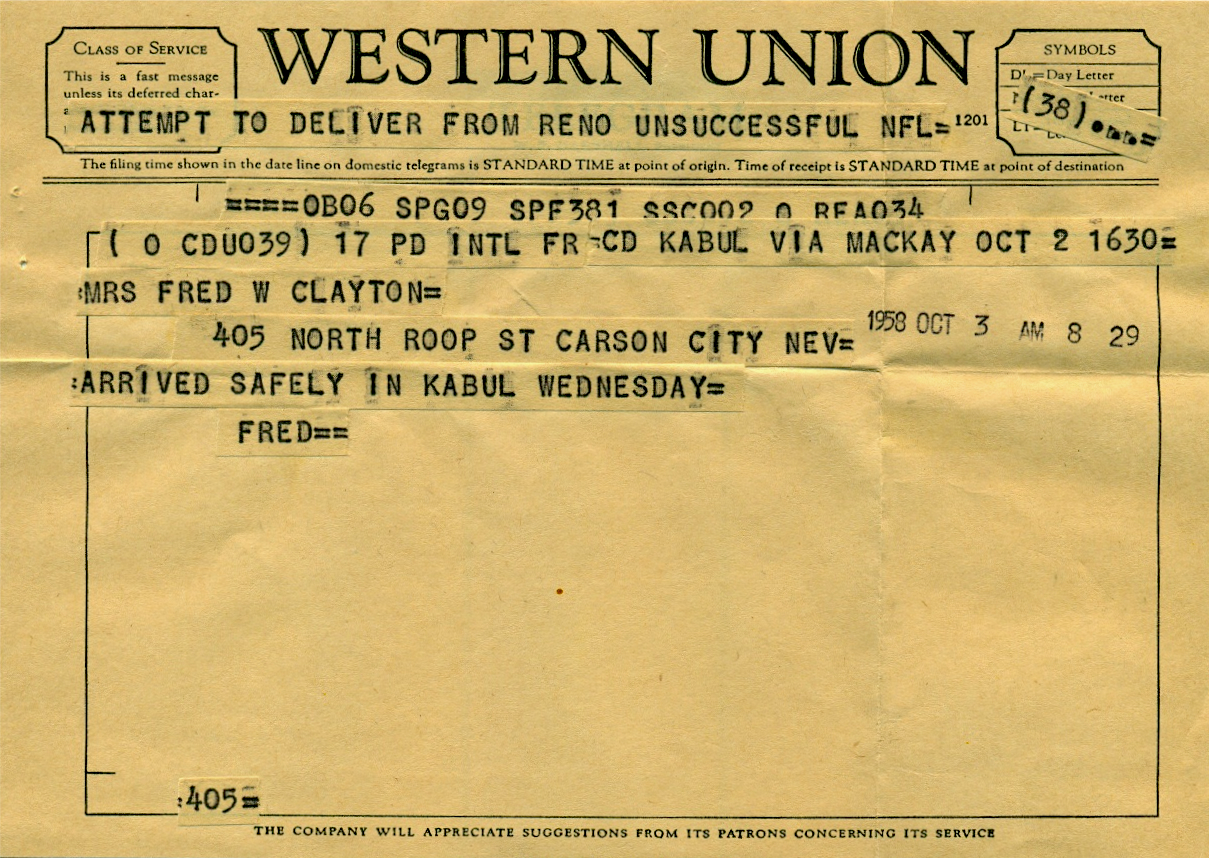 CLASS OF SERVICE
This is a fast message
unless its deferred char-
WESTERN UNION
1201
SYMBOLS
DL=Day Letter
(38)
ATTEMPT TO DELIVER FROM RENO UNSUCCESSFUL NFL=
The filing time shown in the date line on domestic telegrams is STANDARD TIME at point of origin. Time of receipt is STANDARD TIME at point of destination
====OB06 SPG09 SPF381 SSC002 O RFA034
( O CDU039) 17 PD INTL FR =CD KABUL VIA MACKAY OCT 2 1630=
:MRS FRED W CLAYTON=
405 NORTH ROOP ST CARSON CITY NEV=
1958 OCT 3 AM 8 29
:ARRIVED SAFELY IN KABUL WEDNESDAY=
FRED==
:405=
THE COMPANY WILL APPRECIATE SUGGESTIONS FROM ITS PATRONS CONCERNING ITS SERVICE